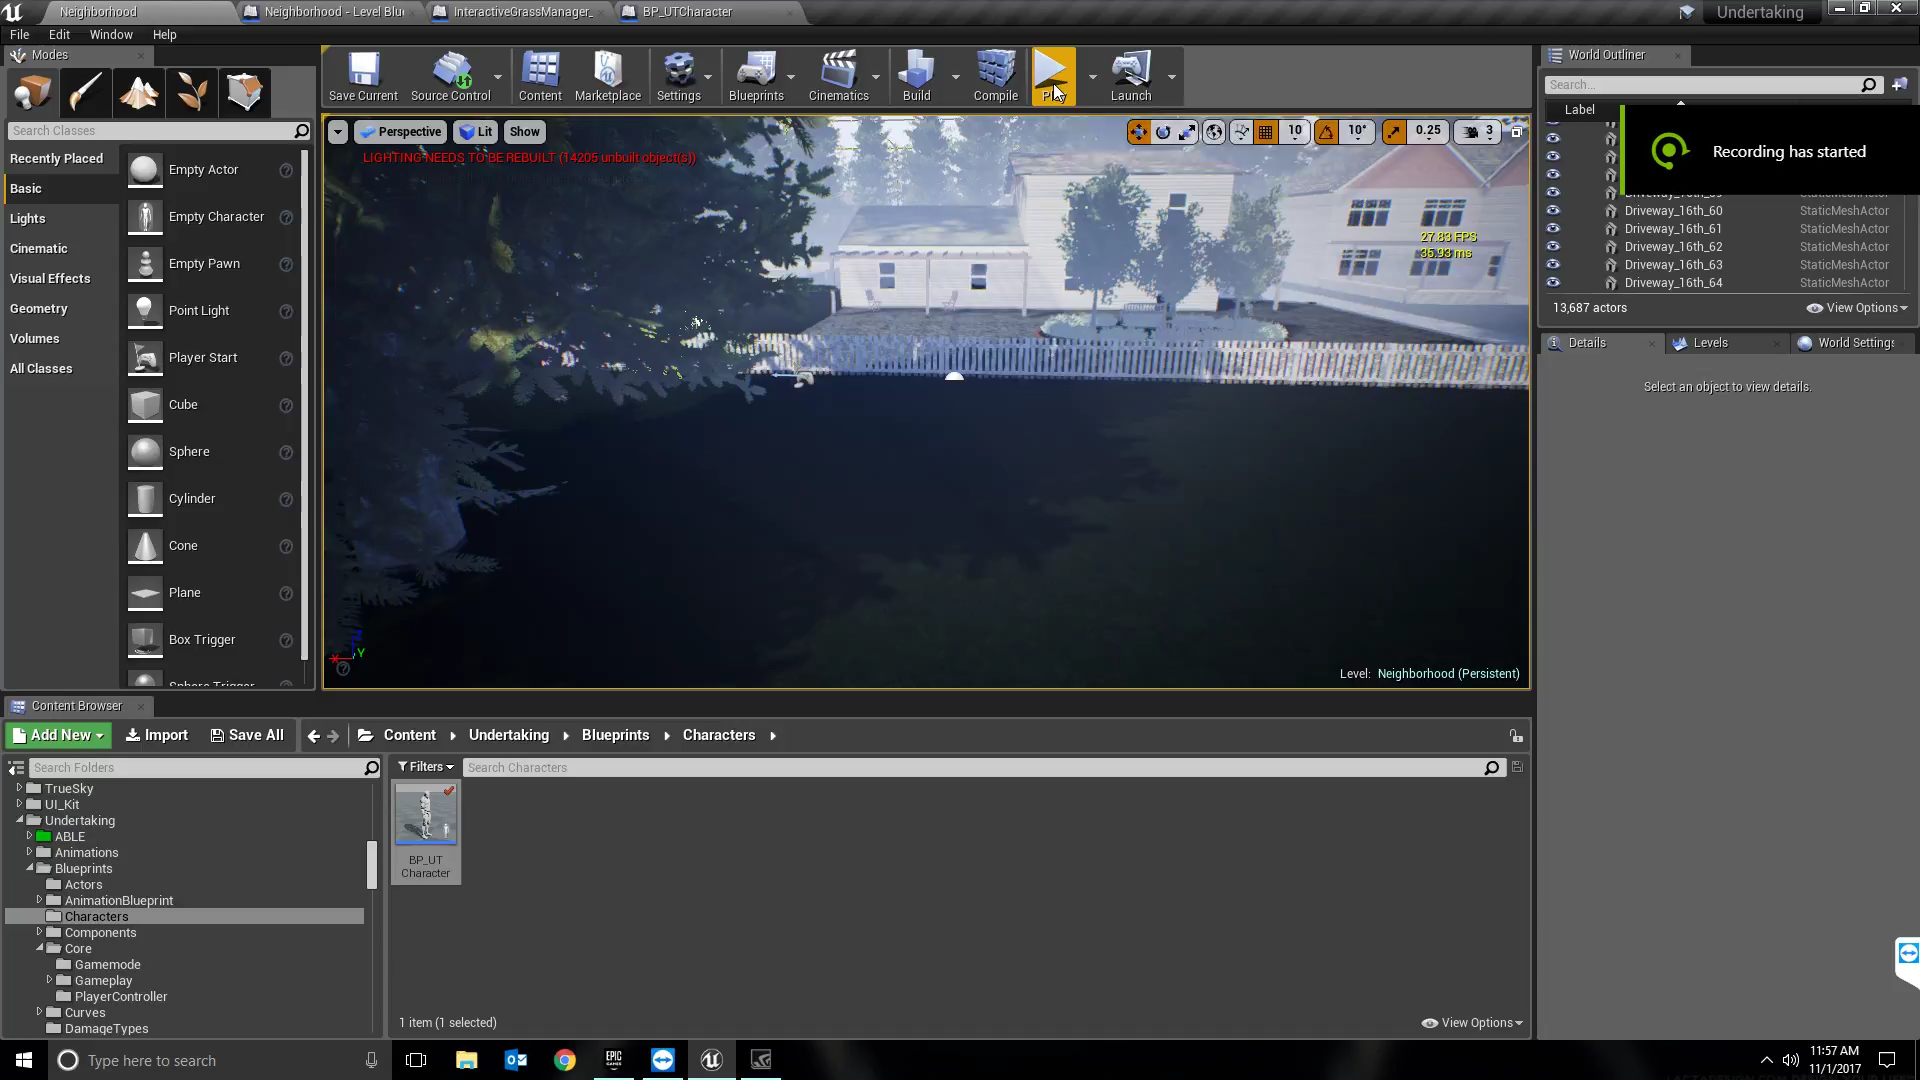 Neighborhood
Neighborhood - Level Blu
InteractiveGrassManager_
BP_UTCharacter
Undertaking
File Edit Window Help
Modes
Save Current
Source Control
Content
Marketplace
Settings
Blueprints
Cinematics
Build
Compile
Launch
World Outliner
Search...
Label
Search Classes
Recently Placed
Basic
Lights
Cinematic
Visual Effects
Geometry
Volumes
All Classes
Empty Actor
Empty Character
Empty Pawn
Point Light
Player Start
Cube
Sphere
Cylinder
Cone
Plane
Box Trigger
Sphere Trigger
Perspective
Lit
Show
10
10°
0.25
3
LIGHTING NEEDS TO BE REBUILT (14205 unbuilt object(s))
27.83 FPS
35.93 ms
Z
X
Y
Level: Neighborhood (Persistent)
Recording has started
Driveway_16th_60 StaticMeshActor
Driveway_16th_61 StaticMeshActor
Driveway_16th_62 StaticMeshActor
Driveway_16th_63 StaticMeshActor
Driveway_16th_64 StaticMeshActor
13,687 actors
View Options
Details
Levels
World Settings
Select an object to view details.
Content Browser
Add New
Import
Save All
Content
Undertaking
Blueprints
Characters
Search Folders
Filters
Search Characters
TrueSky
UI_Kit
Undertaking
ABLE
Animations
Blueprints
Actors
AnimationBlueprint
Characters
Components
Core
Gamemode
Gameplay
PlayerController
Curves
DamageTypes
BP_UT
Character
1 item (1 selected)
View Options
Type here to search
EPIC
GAMES
11:57 AM
11/1/2017